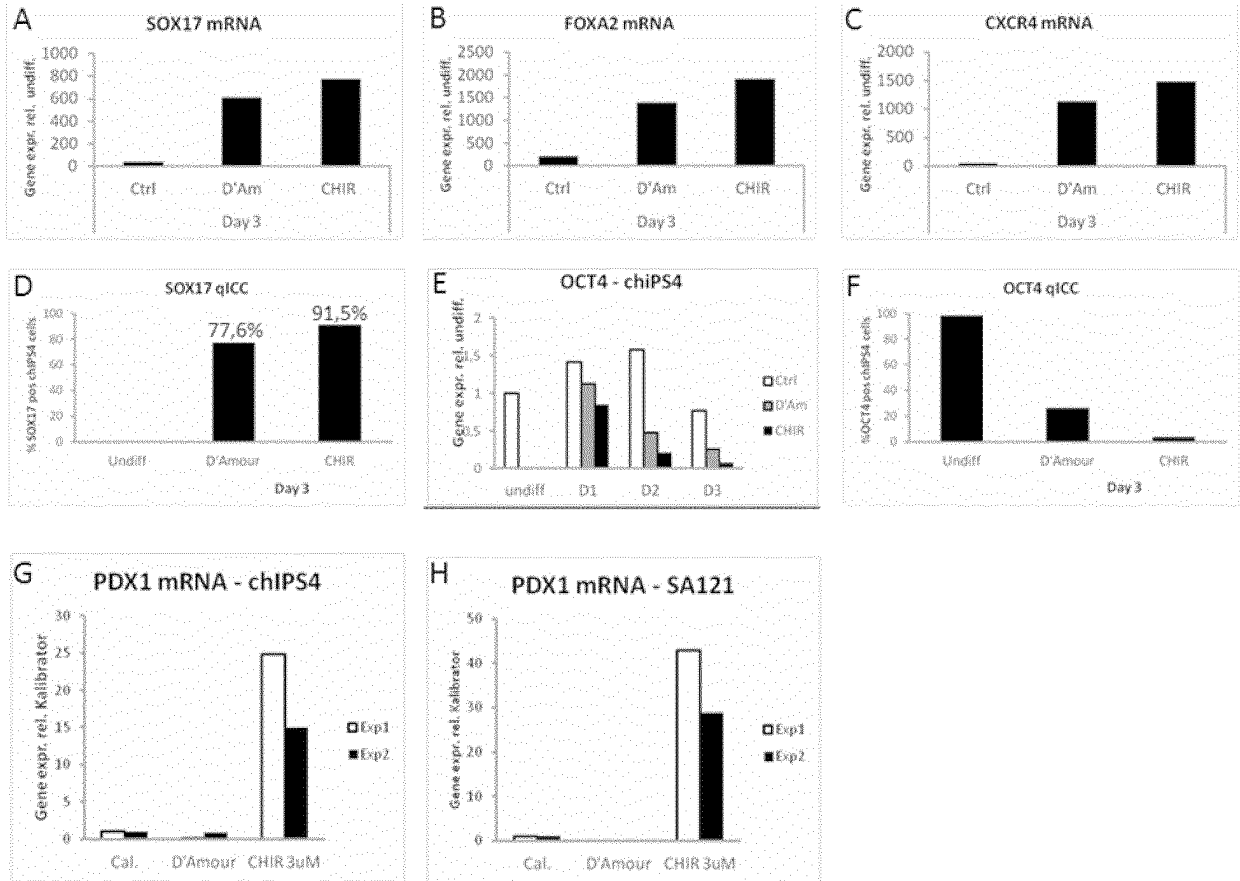 A
SOX17 mRNA
Gene expr. rel. undiff.
1000
800
600
400
200
0
Ctrl D'Am CHIR
Day 3
B
FOXA2 mRNA
Gene expr. rel. undiff.
2500
2000
1500
1000
500
0
Ctrl D'Am CHIR
Day 3
C
CXCR4 mRNA
Gene expr. rel. undiff.
2000
1500
1000
500
0
Ctrl D'Am CHIR
Day 3
D
SOX17 qICC
%SOX17 pos chIPS4 cells
100
80
60
40
20
0
77,6%
91,5%
Undiff D'Amour CHIR
Day 3
E
OCT4 - chiPS4
Gene expr. rel. undiff.
2
1,5
1
0,5
0
undiff D1 D2 D3
Ctrl
D'Am
CHIR
F
OCT4 qICC
%OCT4 pos chIPS4 cells
100
80
60
40
20
0
Undiff D'Amour CHIR
Day 3
G
PDX1 mRNA - chIPS4
Gene expr. rel. Kalibrator
30
25
20
15
10
5
0
Cal. D'Amour CHIR 3uM
Exp1
Exp2
H
PDX1 mRNA - SA121
Gene expr. rel. Kalibrator
50
40
30
20
10
0
Cal. D'Amour CHIR 3uM
Exp1
Exp2